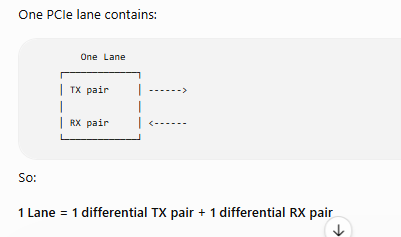 One PCIe lane contains:
One Lane
TX pair ------>
RX pair <------
So:
1 Lane = 1 differential TX pair + 1 differential RX pair